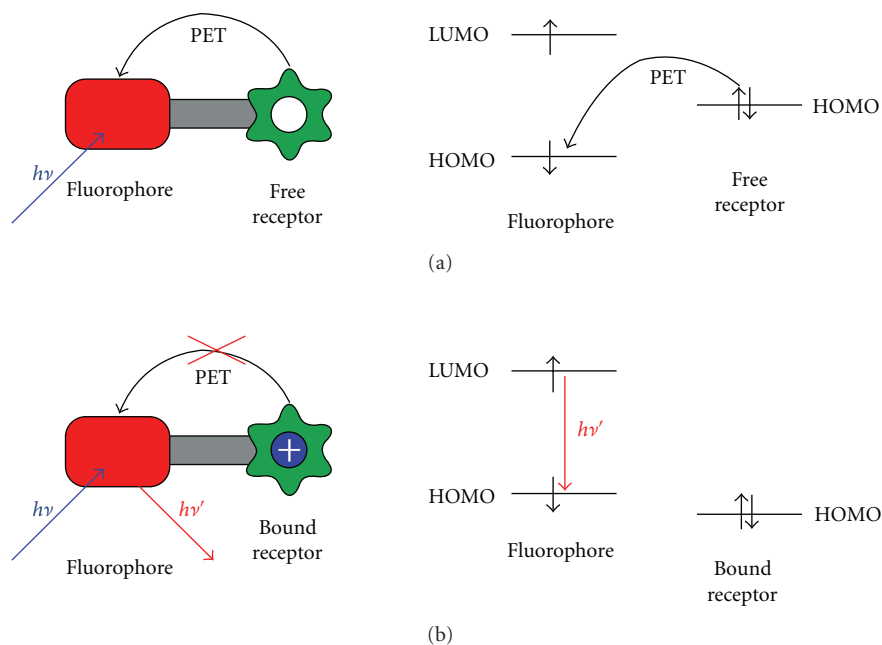 PET
hν
Fluorophore
Free
receptor
LUMO
PET
HOMO
HOMO
Fluorophore
Free
receptor
(a)
PET
+
hν
hν′
Fluorophore
Bound
receptor
LUMO
hν′
HOMO
HOMO
Fluorophore
Bound
receptor
(b)